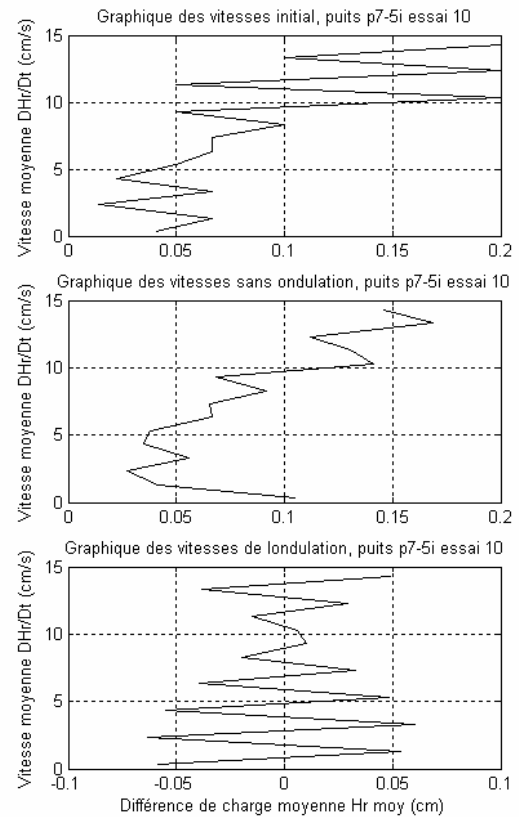 Graphique des vitesses initial, puits p7-5i essai 10
Vitesse moyenne DHr/Dt (cm/s)
15
10
5
0
0 0.05 0.1 0.15 0.2
Graphique des vitesses sans ondulation, puits p7-5i essai 10
Vitesse moyenne DHr/Dt (cm/s)
15
10
5
0
0 0.05 0.1 0.15 0.2
Graphique des vitesses de londulation, puits p7-5i essai 10
Vitesse moyenne DHr/Dt (cm/s)
15
10
5
0
-0.1 -0.05 0 0.05 0.1
Différence de charge moyenne Hr moy (cm)